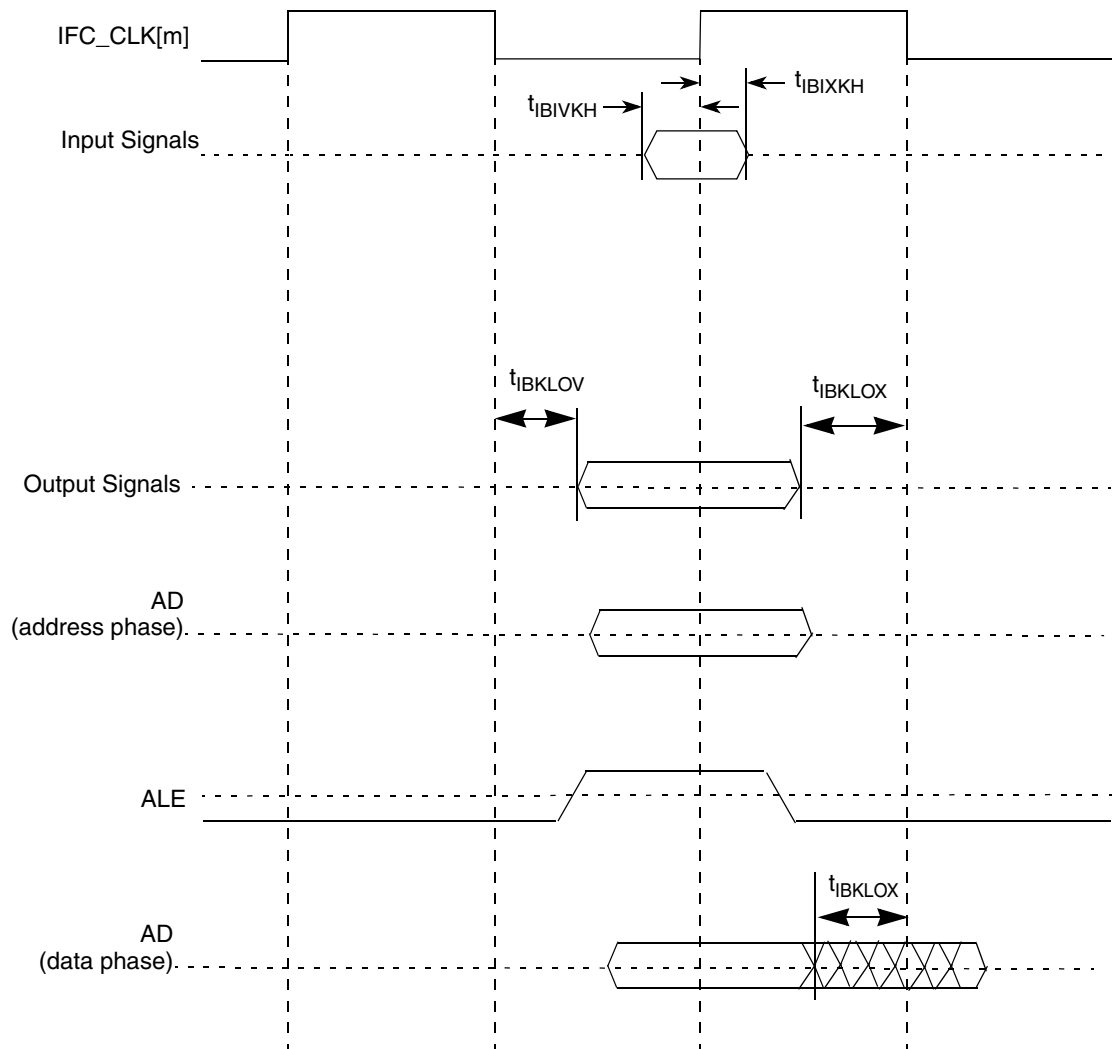 IFC_CLK[m]
tIBIXKH
tIBIVKH
Input Signals
tIBKLOV
tIBKLOX
Output Signals
AD
(address phase)
ALE
tIBKLOX
AD
(data phase)